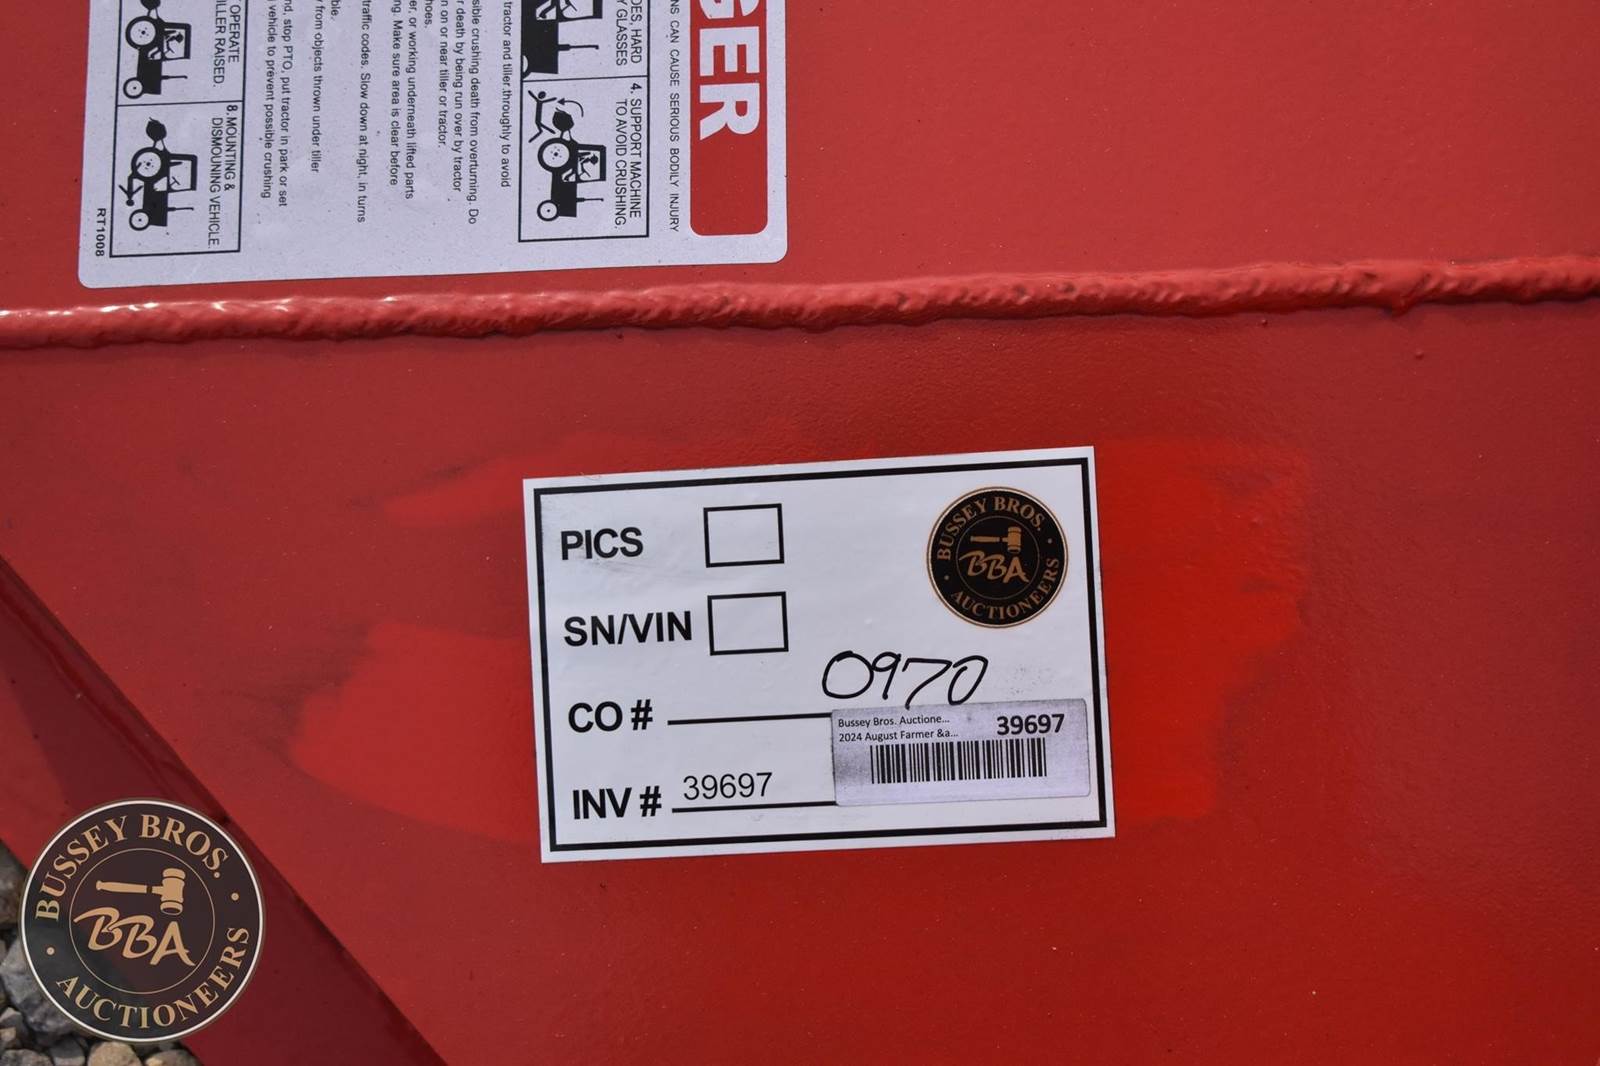 GER
NS CAN CAUSE SERIOUS BODILY INJURY
DES, HARD
Y GLASSES
4. SUPPORT MACHINE
TO AVOID CRUSHING.
tractor and tiller.throughly to avoid
sible crushing death from overturning. Do
r death by being run over by tractor
n on or near tiller or tractor.
hoes.
er, or working underneath lifted parts
ng. Make sure area is clear before
traffic codes. Slow down at night, in turns
ble.
from objects thrown under tiller
nd, stop PTO, put tractor in park or set
vehicle to prevent possible crushing
OPERATE
ILLER RAISED.
8. MOUNTING &
DISMOUNING VEHICLE.
RT1008
PICS
SN/VIN
CO #
INV # 39697
BUSSEY BROS.
BBA
AUCTIONEERS
0970
Bussey Bros. Auctione...
2024 August Farmer &a...
39697
BUSSEY BROS.
BBA
AUCTIONEERS